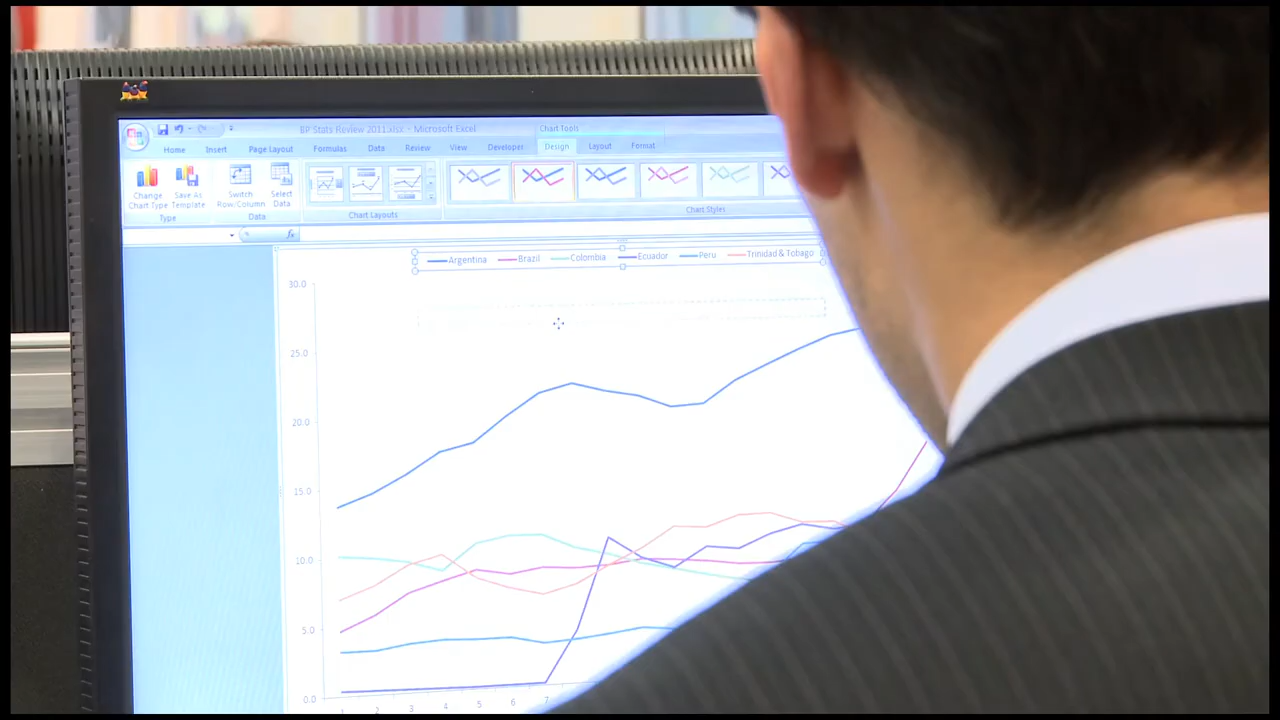 BP Stats Review 2011.xlsx - Microsoft Excel
Chart Tools
Home Insert Page Layout Formulas Data Review View Developer Design Layout Format
Change Chart Type
Save As Template
Switch Row/Column
Select Data
Type
Data
Chart Layouts
Chart Styles
fx
Argentina Brazil Colombia Ecuador Peru Trinidad & Tobago
30.0
25.0
20.0
15.0
10.0
5.0
0.0
1 2 3 4 5 6 7